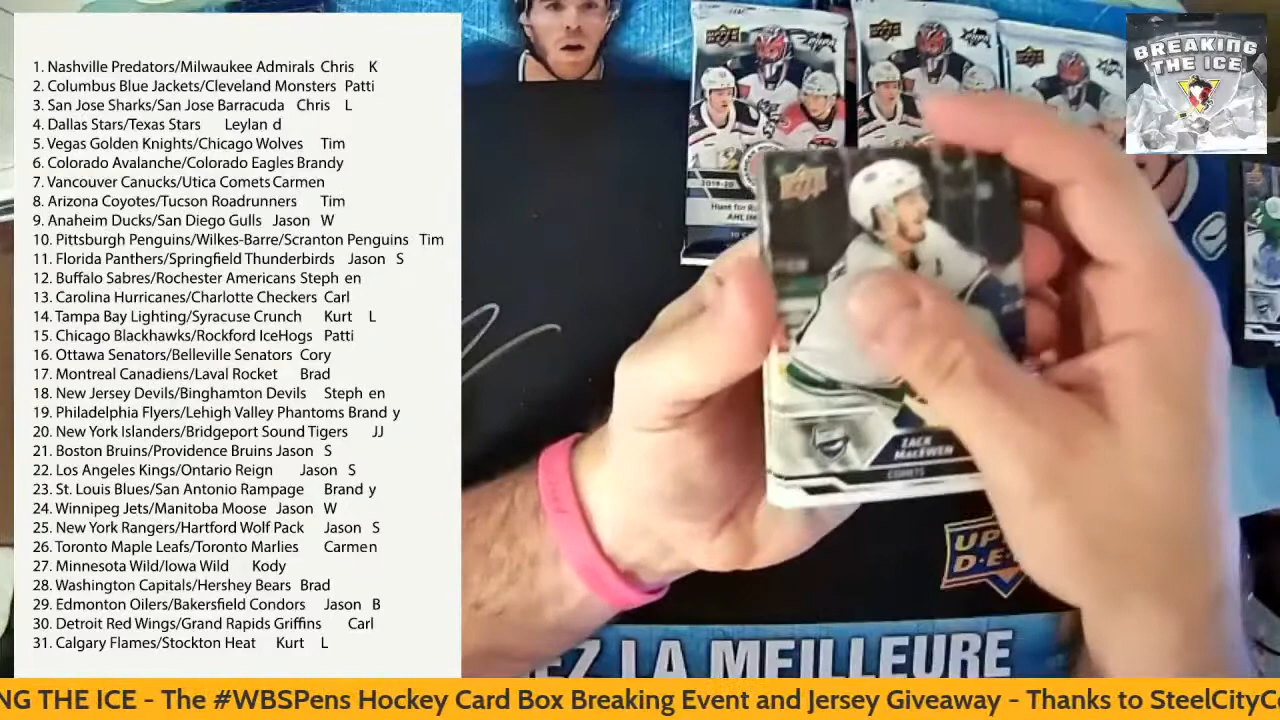 1. Nashville Predators/Milwaukee Admirals Chris K
2. Columbus Blue Jackets/Cleveland Monsters Patti
3. San Jose Sharks/San Jose Barracuda Chris L
4. Dallas Stars/Texas Stars Leylan d
5. Vegas Golden Knights/Chicago Wolves Tim
6. Colorado Avalanche/Colorado Eagles Brandy
7. Vancouver Canucks/Utica Comets Carmen
8. Arizona Coyotes/Tucson Roadrunners Tim
9. Anaheim Ducks/San Diego Gulls Jason W
10. Pittsburgh Penguins/Wilkes-Barre/Scranton Penguins Tim
11. Florida Panthers/Springfield Thunderbirds Jason S
12. Buffalo Sabres/Rochester Americans Steph en
13. Carolina Hurricanes/Charlotte Checkers Carl
14. Tampa Bay Lighting/Syracuse Crunch Kurt L
15. Chicago Blackhawks/Rockford IceHogs Patti
16. Ottawa Senators/Belleville Senators Cory
17. Montreal Canadiens/Laval Rocket Brad
18. New Jersey Devils/Binghamton Devils Steph en
19. Philadelphia Flyers/Lehigh Valley Phantoms Brand y
20. New York Islanders/Bridgeport Sound Tigers JJ
21. Boston Bruins/Providence Bruins Jason S
22. Los Angeles Kings/Ontario Reign Jason S
23. St. Louis Blues/San Antonio Rampage Brand y
24. Winnipeg Jets/Manitoba Moose Jason W
25. New York Rangers/Hartford Wolf Pack Jason S
26. Toronto Maple Leafs/Toronto Marlies Carmen
27. Minnesota Wild/Iowa Wild Kody
28. Washington Capitals/Hershey Bears Brad
29. Edmonton Oilers/Bakersfield Condors Jason B
30. Detroit Red Wings/Grand Rapids Griffins Carl
31. Calgary Flames/Stockton Heat Kurt L
BREAKING
THE ICE
2019-20
Hunt for
AHL
ZACK
MacEWEN
COMETS
UP
D·E
EZ LA MEILLEURE
NG THE ICE - The #WBSPens Hockey Card Box Breaking Event and Jersey Giveaway - Thanks to SteelCityC